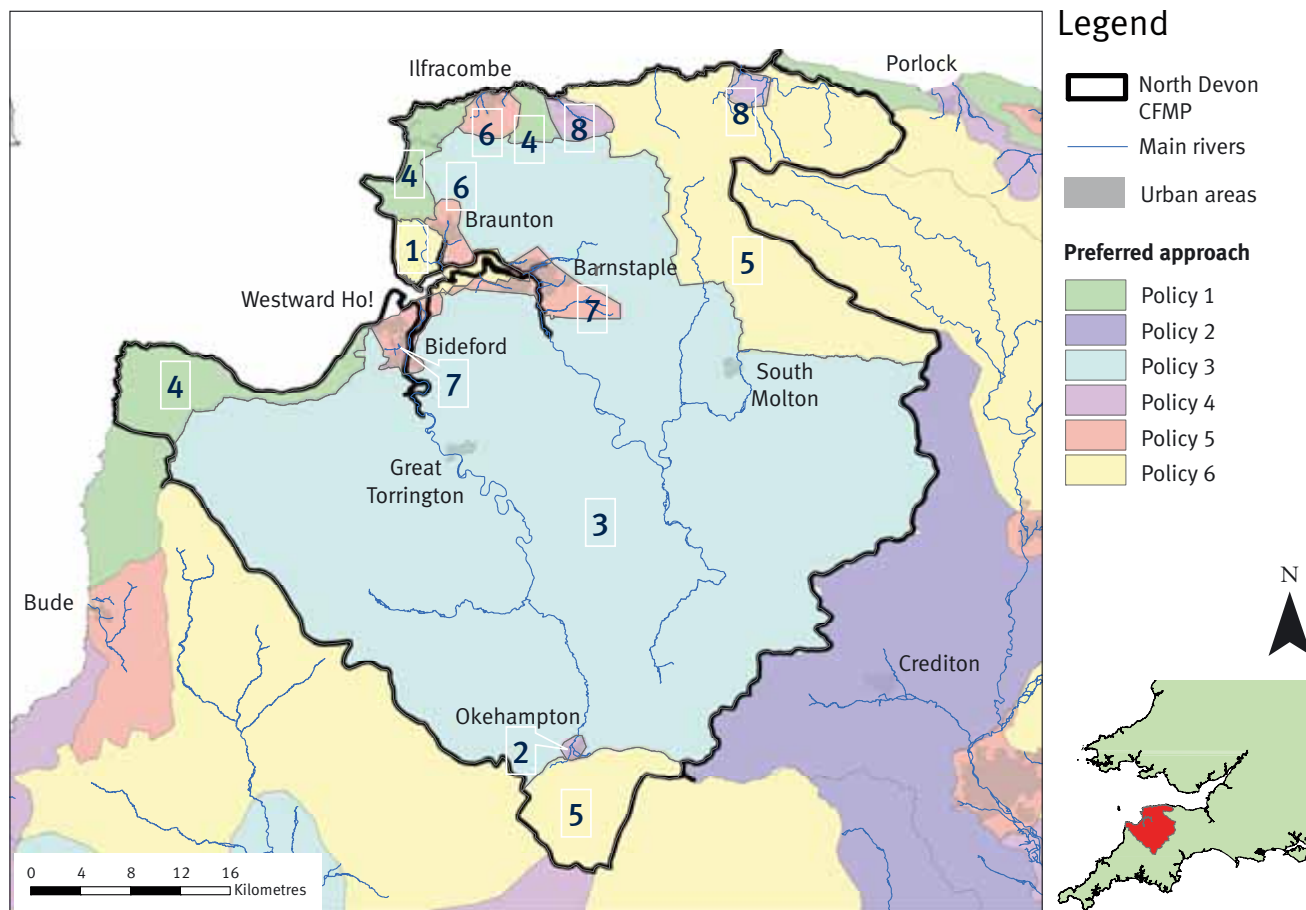 Legend
North Devon
CFMP
Main rivers
Urban areas
Preferred approach
Policy 1
Policy 2
Policy 3
Policy 4
Policy 5
Policy 6
N
Ilfracombe
Porlock
6
4
8
8
4
6
Braunton
1
5
Barnstaple
Westward Ho!
7
Bideford
4
7
South
Molton
Great
Torrington
3
Bude
Crediton
Okehampton
2
5
0 4 8 12 16
Kilometres